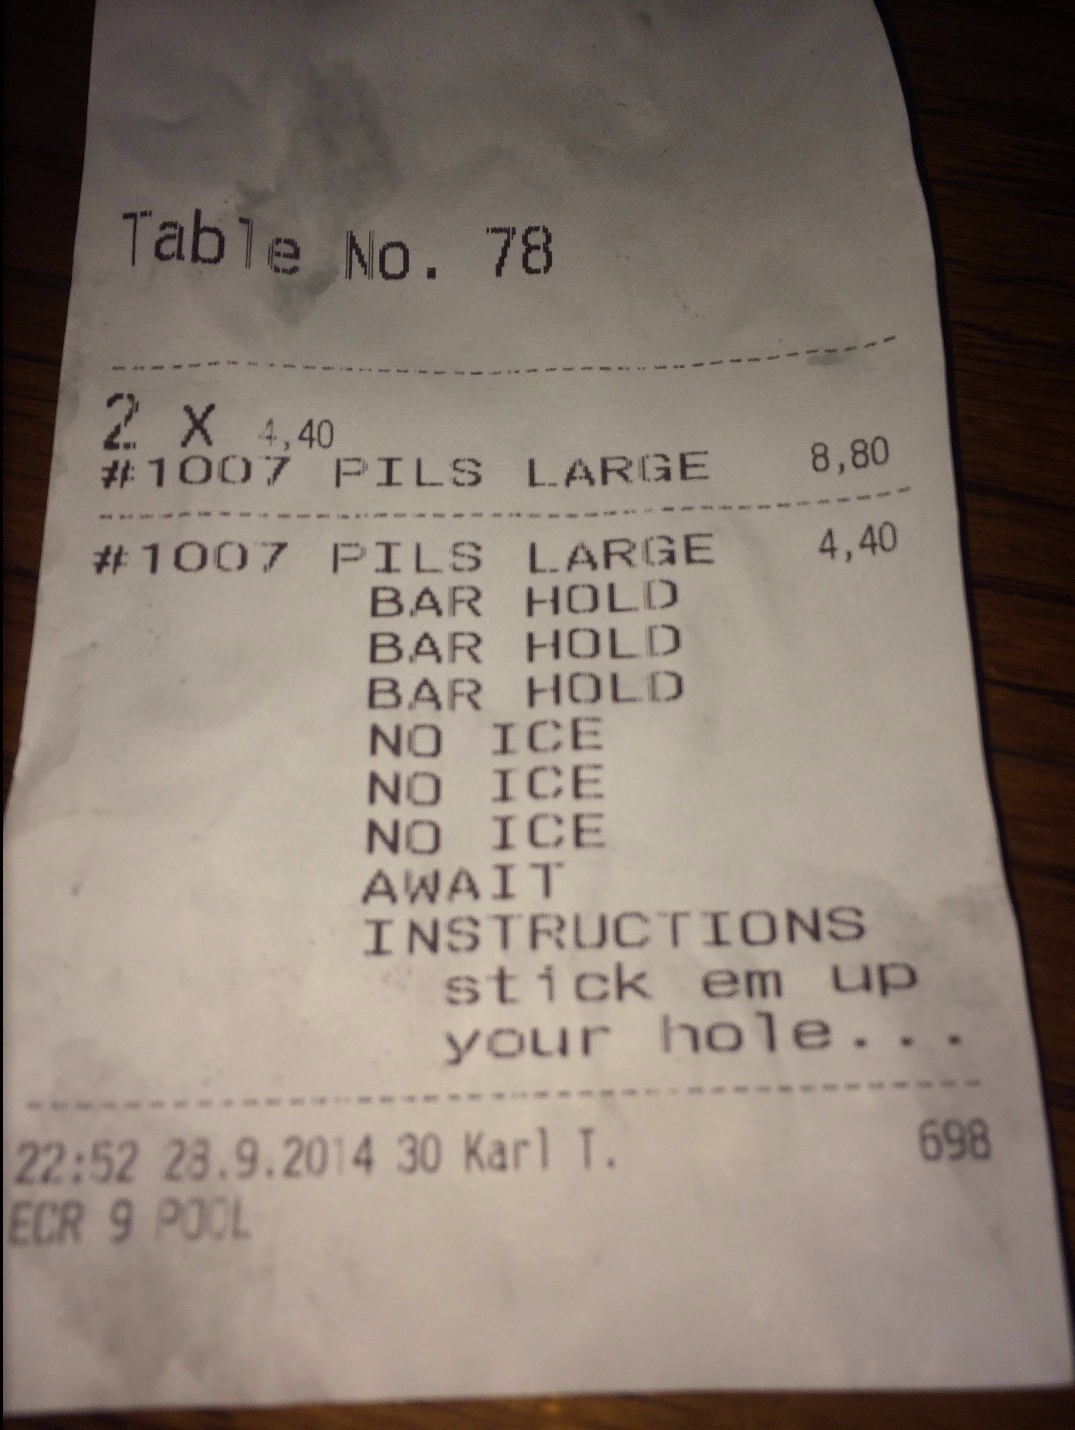 Table No. 78
2 X 4,40
#1007 PILS LARGE 8,80
#1007 PILS LARGE 4,40
BAR HOLD
BAR HOLD
BAR HOLD
NO ICE
NO ICE
NO ICE
AWAIT
INSTRUCTIONS
stick em up
your hole...
22:52 28.9.2014 30 Karl T. 698
ECR 9 POOL